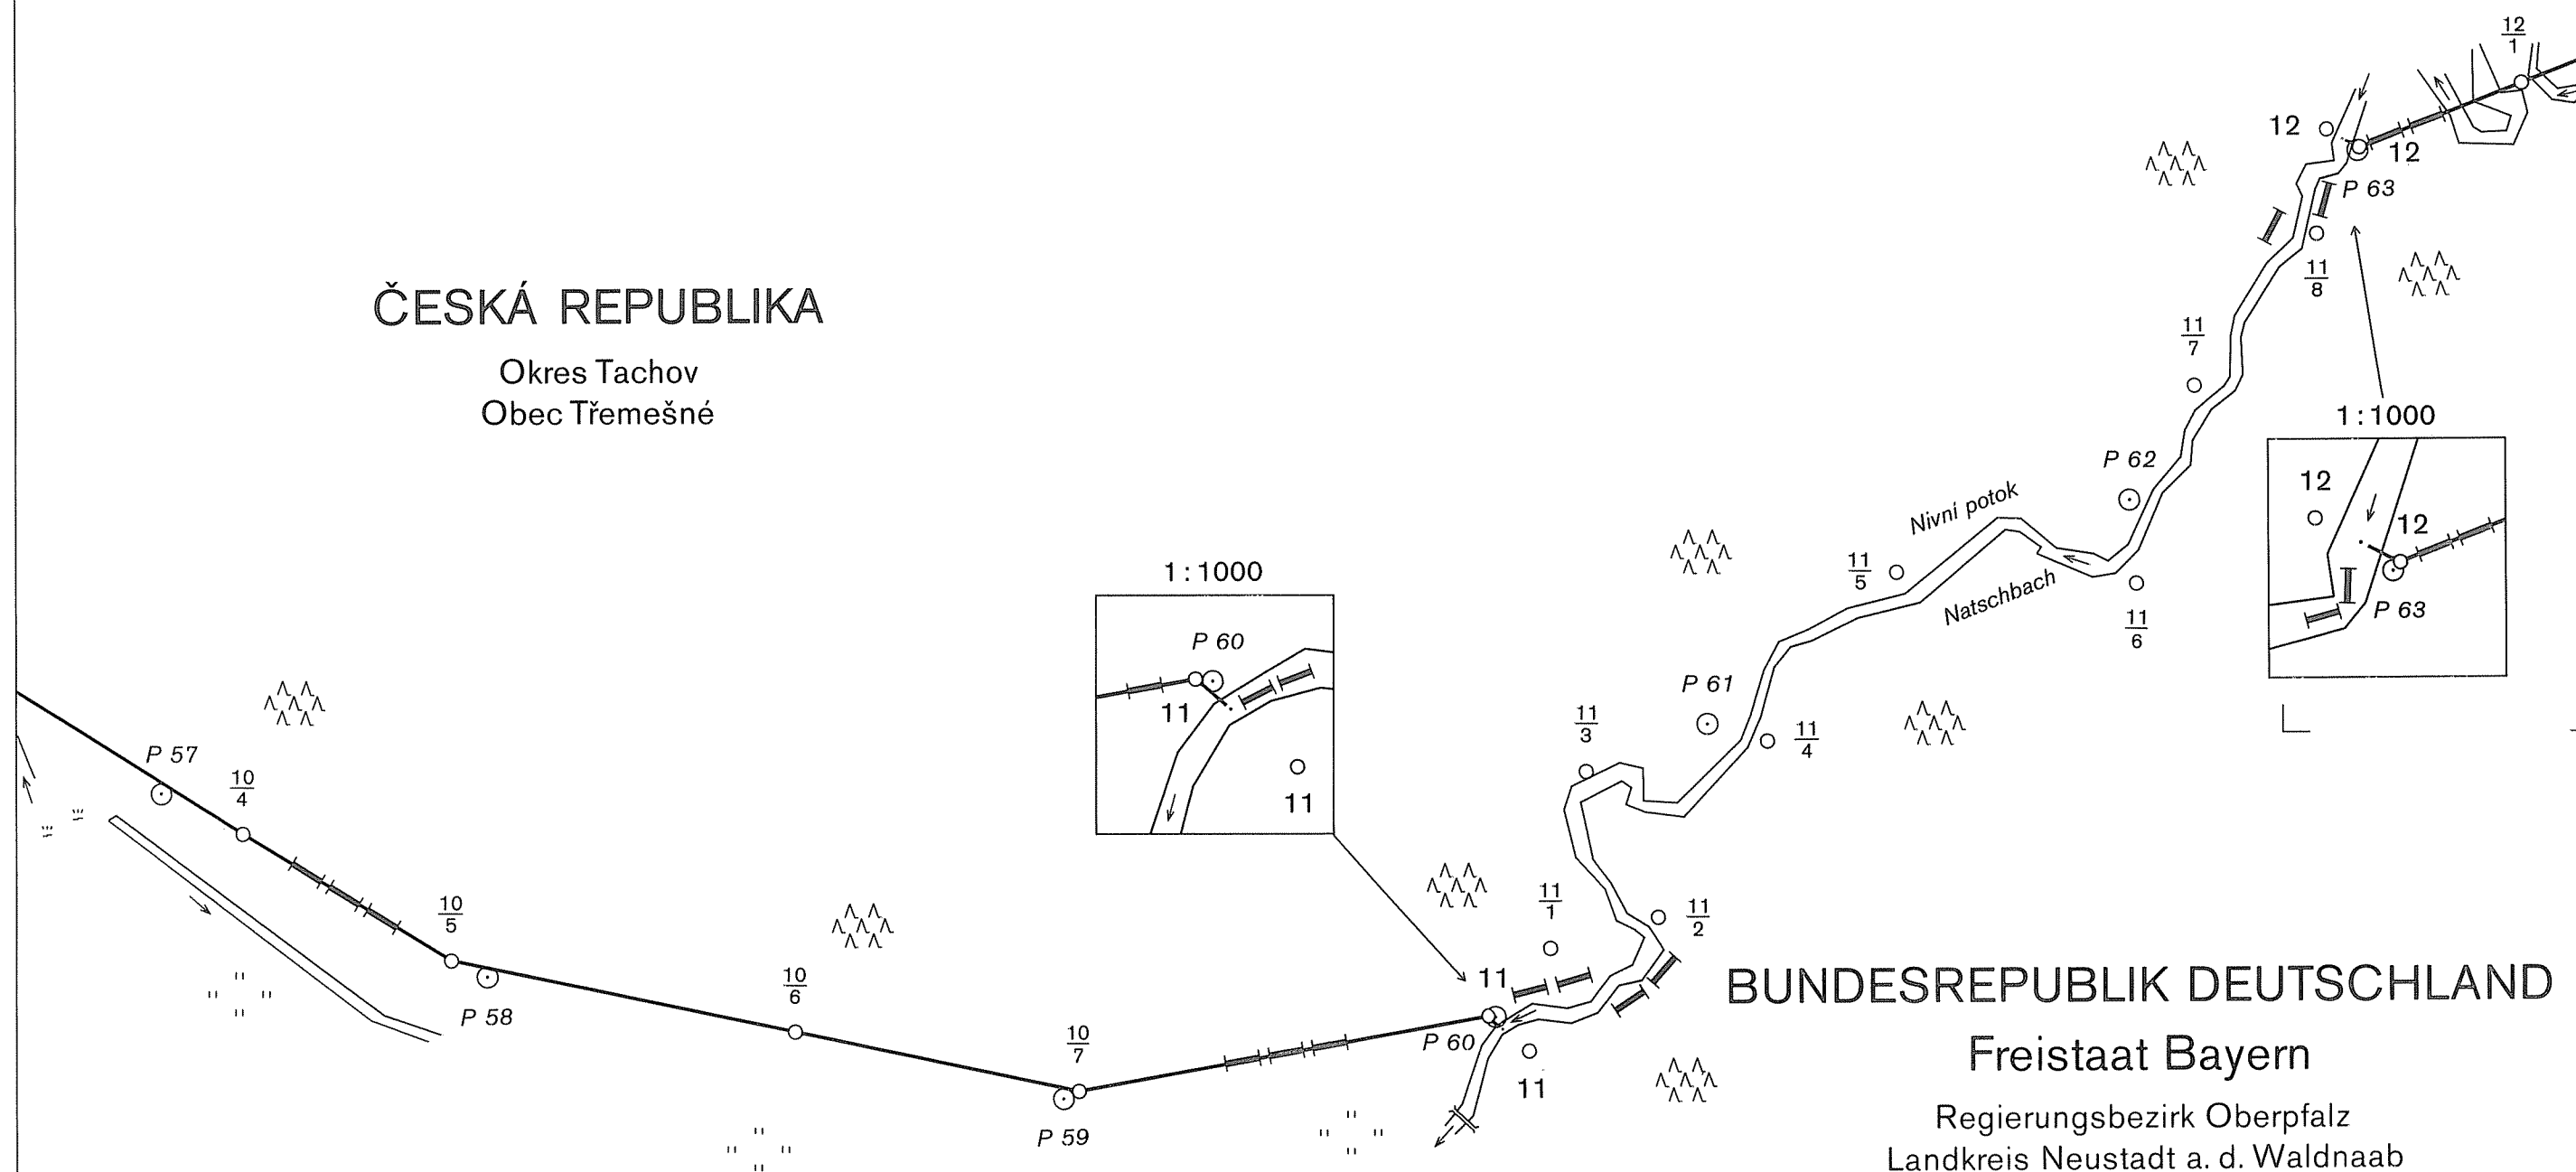 12
1
12
12
P 63
ČESKÁ REPUBLIKA
Okres Tachov
Obec Třemešné
11
8
11
7
1:1000
12
12
P 63
P 62
Nivní potok
Natschbach
11
5
11
6
1:1000
P 60
11
11
P 61
11
3
11
4
P 57
10
4
10
5
P 58
10
6
10
7
P 59
11
1
11
2
11
P 60
11
BUNDESREPUBLIK DEUTSCHLAND
Freistaat Bayern
Regierungsbezirk Oberpfalz
Landkreis Neustadt a. d. Waldnaab